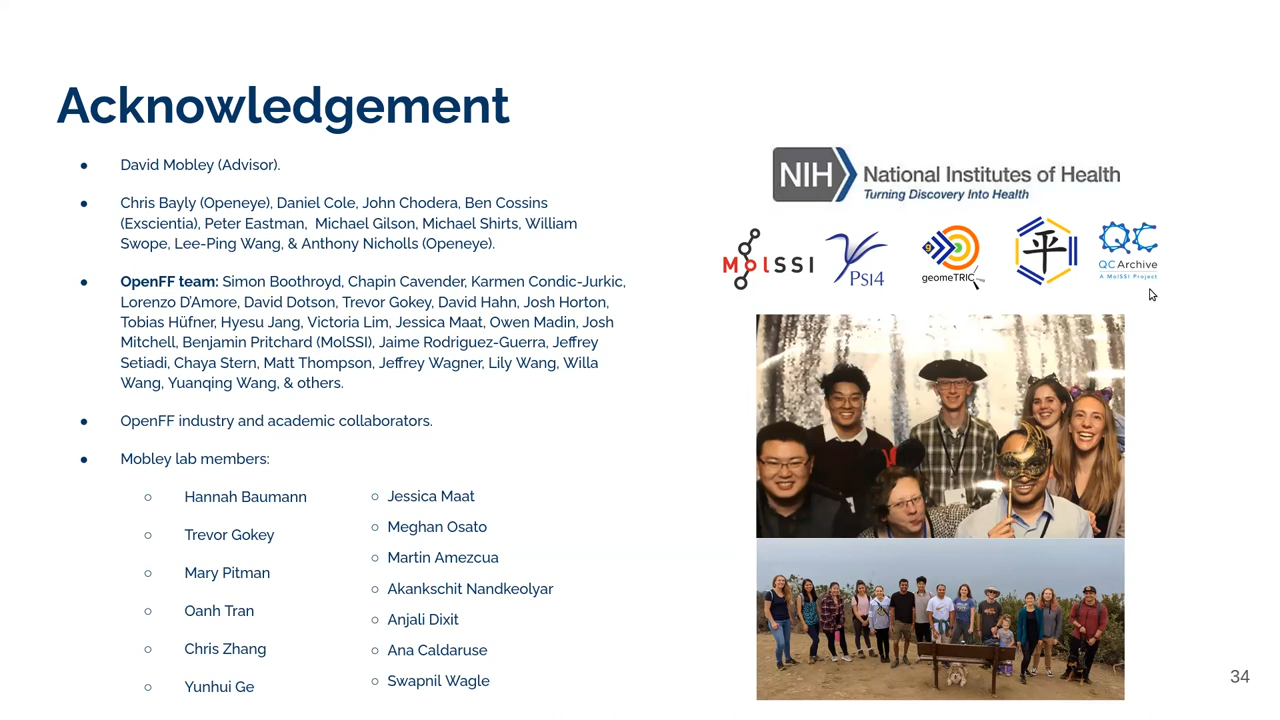 Acknowledgement
● David Mobley (Advisor).
● Chris Bayly (Openeye), Daniel Cole, John Chodera, Ben Cossins
(Exscientia), Peter Eastman, Michael Gilson, Michael Shirts, William
Swope, Lee-Ping Wang, & Anthony Nicholls (Openeye).
● OpenFF team: Simon Boothroyd, Chapin Cavender, Karmen Condic-Jurkic,
Lorenzo D'Amore, David Dotson, Trevor Gokey, David Hahn, Josh Horton,
Tobias Hüfner, Hyesu Jang, Victoria Lim, Jessica Maat, Owen Madin, Josh
Mitchell, Benjamin Pritchard (MolSSI), Jaime Rodriguez-Guerra, Jeffrey
Setiadi, Chaya Stern, Matt Thompson, Jeffrey Wagner, Lily Wang, Willa
Wang, Yuanqing Wang, & others.
● OpenFF industry and academic collaborators.
● Mobley lab members:
○ Hannah Baumann
○ Trevor Gokey
○ Mary Pitman
○ Oanh Tran
○ Chris Zhang
○ Yunhui Ge
○ Jessica Maat
○ Meghan Osato
○ Martin Amezcua
○ Akankschit Nandkeolyar
○ Anjali Dixit
○ Ana Caldaruse
○ Swapnil Wagle
NIH National Institutes of Health
Turning Discovery Into Health
MolSSI
PSI4
g
geomeTRIC
平
QC
QCArchive
A MolSSI Project
34